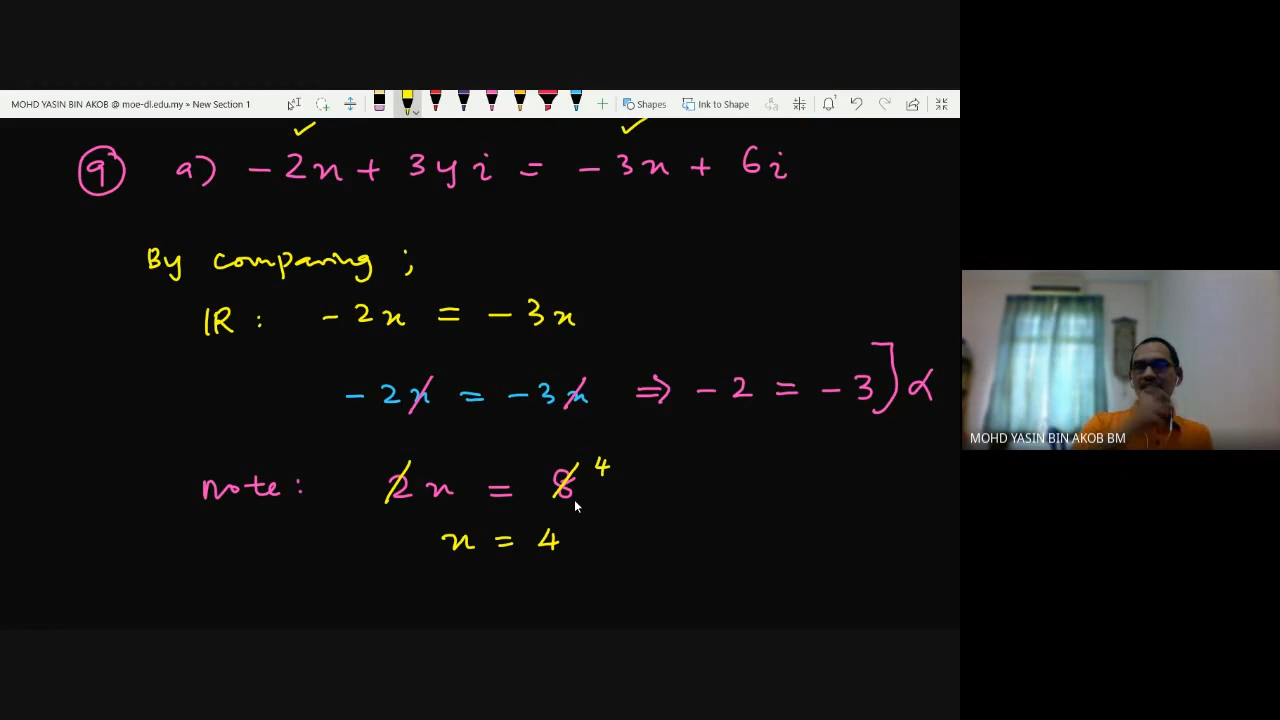 MOHD YASIN BIN AKOB @ moe-dl.edu.my » New Section 1
Shapes
Ink to Shape
9 a) -2x + 3yi = -3x + 6i
By comparing ;
IR : -2x = -3x
-2x = -3x ⇒ -2 = -3
note : 2x = 8 4
x = 4
MOHD YASIN BIN AKOB BM